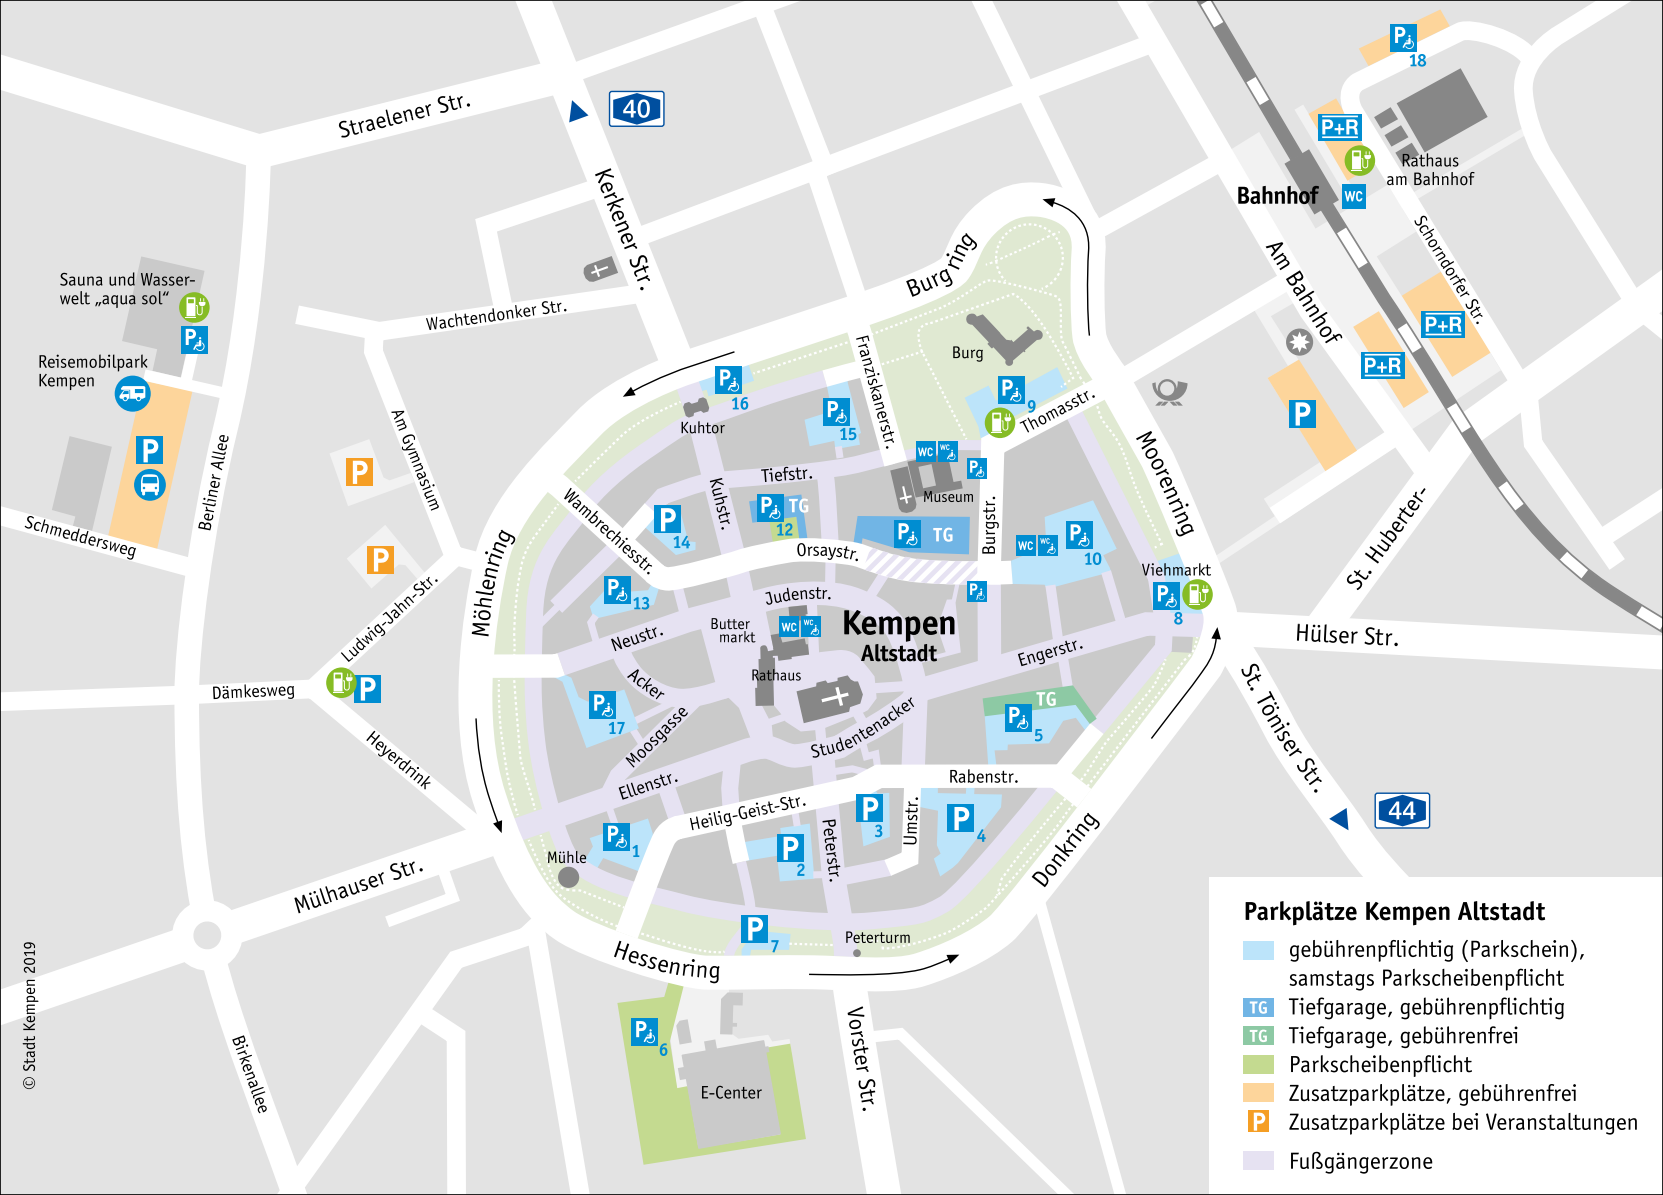 Straelener Str.
40
P
18
P+R
Rathaus
am Bahnhof
Bahnhof
WC
Kerkener Str.
Burgring
Am Bahnhof
Schorndorfer Str.
Sauna und Wasser-
welt „aqua sol“
P
Wachtendonker Str.
P+R
P+R
Reisemobilpark
Kempen
Franziskanerstr.
Burg
P
16
Kuhtor
P
15
P
9
Thomasstr.
P
Am Gymnasium
Berliner Allee
P
P
WC
WC
P
Moorenring
Tiefstr.
Museum
Kuhstr.
Wambrechiesstr.
P
14
P
TG
12
P
TG
Burgstr.
WC
WC
P
10
St. Huberter-
Schmeddersweg
P
Orsaystr.
Möhlenring
Viehmarkt
P
8
P
13
P
Judenstr.
Ludwig-Jahn-Str.
Neustr.
Butter
markt
WC
WC
Kempen
Altstadt
Hülser Str.
Engerstr.
Rathaus
Acker
Dämkesweg
P
P
17
Moosgasse
Studentenacker
TG
P
5
St. Töniser Str.
Heyerdrink
Ellenstr.
Rabenstr.
44
Heilig-Geist-Str.
P
3
Umstr.
P
4
P
1
Mühle
P
2
Peterstr.
Donkring
Mülhauser Str.
P
7
Peterturm
Hessenring
P
6
E-Center
Vorster Str.
Birkenallee
© Stadt Kempen 2019
Parkplätze Kempen Altstadt
gebührenpflichtig (Parkschein),
samstags Parkscheibenpflicht
TG Tiefgarage, gebührenpflichtig
TG Tiefgarage, gebührenfrei
Parkscheibenpflicht
Zusatzparkplätze, gebührenfrei
P Zusatzparkplätze bei Veranstaltungen
Fußgängerzone